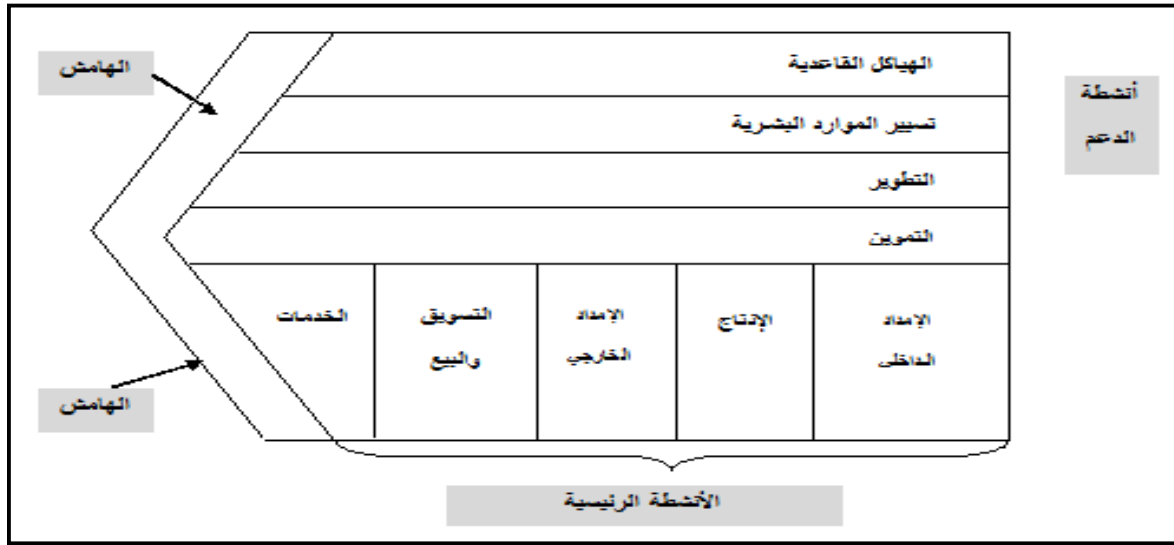 الهياكل القاعدية
الهامش
أنشطة
الدعم
تسيير الموارد البشرية
التطوير
التموين
الإمداد
الداخلي
الإنتاج
الإمداد
الخارجي
التسويق
والبيع
الخدمات
الهامش
الأنشطة الرئيسية